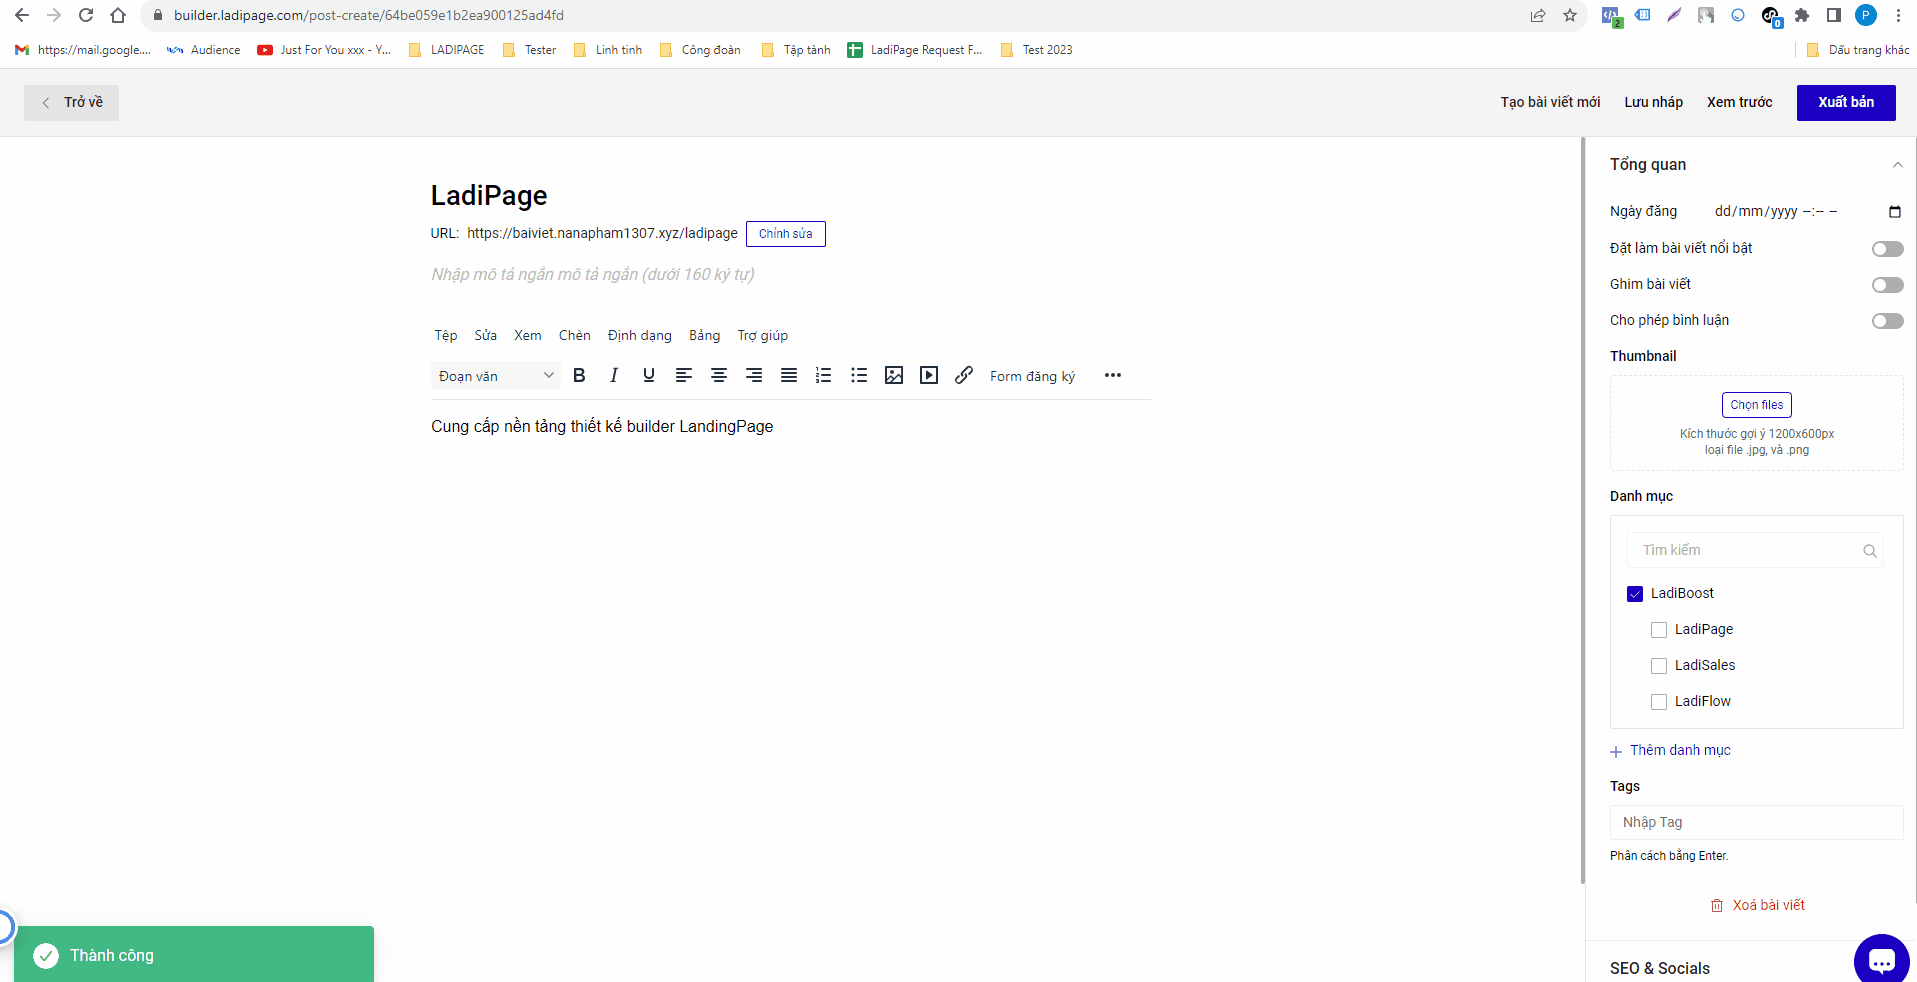 builder.ladipage.com/post-create/64be059e1b2ea900125ad4fd
2
0
P
https://mail.google....
Audience
Just For You xxx - Y...
LADIPAGE
Tester
Linh tinh
Công đoàn
Tập tành
LadiPage Request F...
Test 2023
Dấu trang khác
Trở về
Tạo bài viết mới
Lưu nháp
Xem trước
Xuất bản
LadiPage
URL: https://baiviet.nanapham1307.xyz/ladipage
Chỉnh sửa
Nhập mô tả ngắn mô tả ngắn (dưới 160 ký tự)
Tệp
Sửa
Xem
Chèn
Định dạng
Bảng
Trợ giúp
Đoạn văn
B
I
U
Form đăng ký
Cung cấp nền tảng thiết kế builder LandingPage
Tổng quan
Ngày đăng
dd/mm/yyyy --:-- --
Đặt làm bài viết nổi bật
Ghim bài viết
Cho phép bình luận
Thumbnail
Chọn files
Kích thước gợi ý 1200x600px
loại file .jpg, và .png
Danh mục
Tìm kiếm
LadiBoost
LadiPage
LadiSales
LadiFlow
Thêm danh mục
Tags
Nhập Tag
Phân cách bằng Enter.
Xoá bài viết
SEO & Socials
Thành công